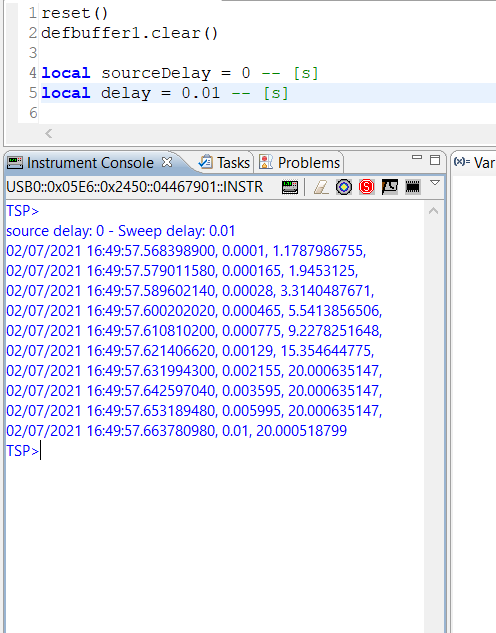 1 reset()
2 defbuffer1.clear()
3
4 local sourceDelay = 0 -- [s]
5 local delay = 0.01 -- [s]
6
Instrument Console Tasks Problems (x)= Var
USB0::0x05E6::0x2450::04467901::INSTR
TSP>
source delay: 0 - Sweep delay: 0.01
02/07/2021 16:49:57.568398900, 0.0001, 1.1787986755,
02/07/2021 16:49:57.579011580, 0.000165, 1.9453125,
02/07/2021 16:49:57.589602140, 0.00028, 3.3140487671,
02/07/2021 16:49:57.600202020, 0.000465, 5.5413856506,
02/07/2021 16:49:57.610810200, 0.000775, 9.2278251648,
02/07/2021 16:49:57.621406620, 0.00129, 15.354644775,
02/07/2021 16:49:57.631994300, 0.002155, 20.000635147,
02/07/2021 16:49:57.642597040, 0.003595, 20.000635147,
02/07/2021 16:49:57.653189480, 0.005995, 20.000635147,
02/07/2021 16:49:57.663780980, 0.01, 20.000518799
TSP>